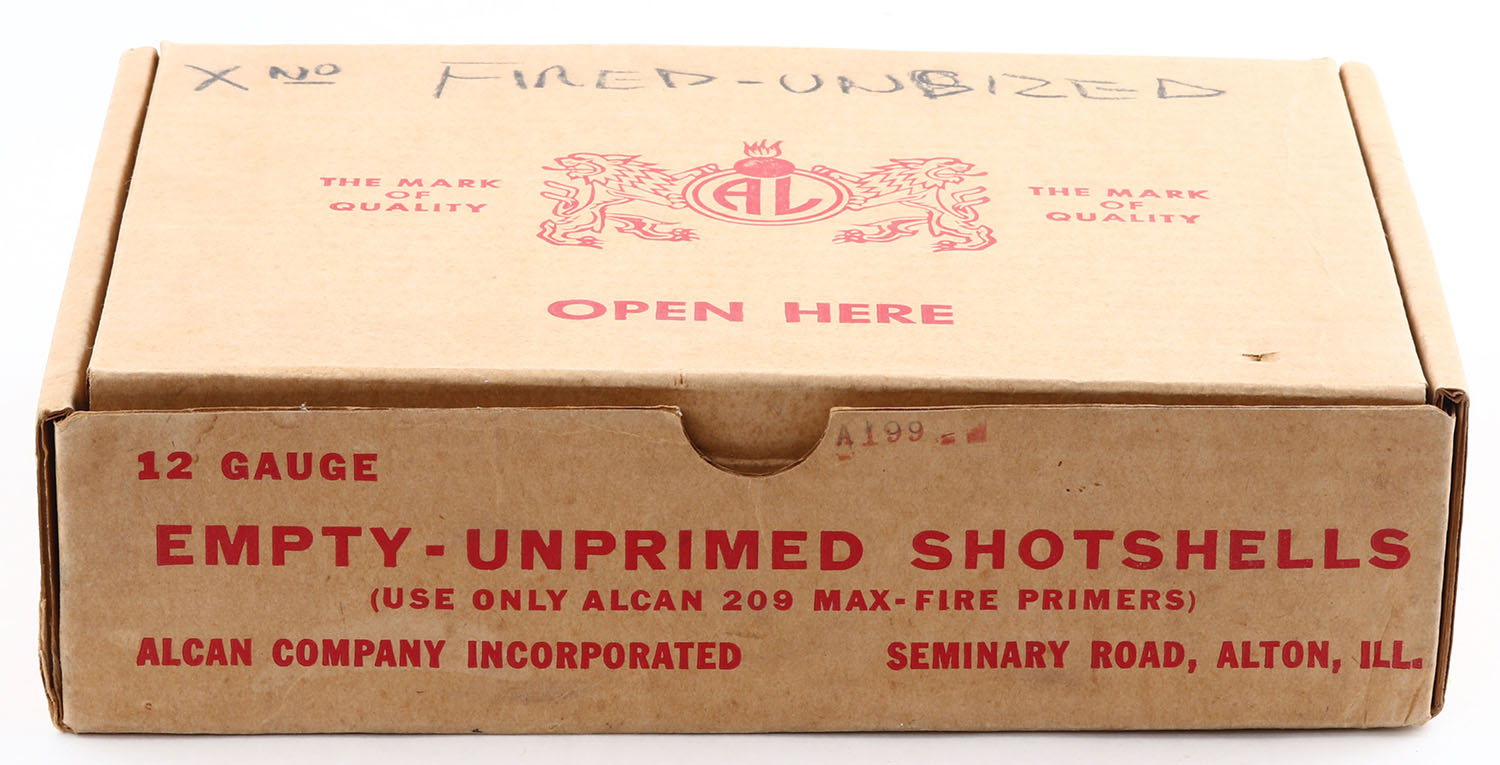 X NO FIRED-UNSIZED
THE MARK
OF
QUALITY
AL
THE MARK
OF
QUALITY
OPEN HERE
A199
12 GAUGE
EMPTY-UNPRIMED SHOTSHELLS
(USE ONLY ALCAN 209 MAX-FIRE PRIMERS)
ALCAN COMPANY INCORPORATED
SEMINARY ROAD, ALTON, ILL.